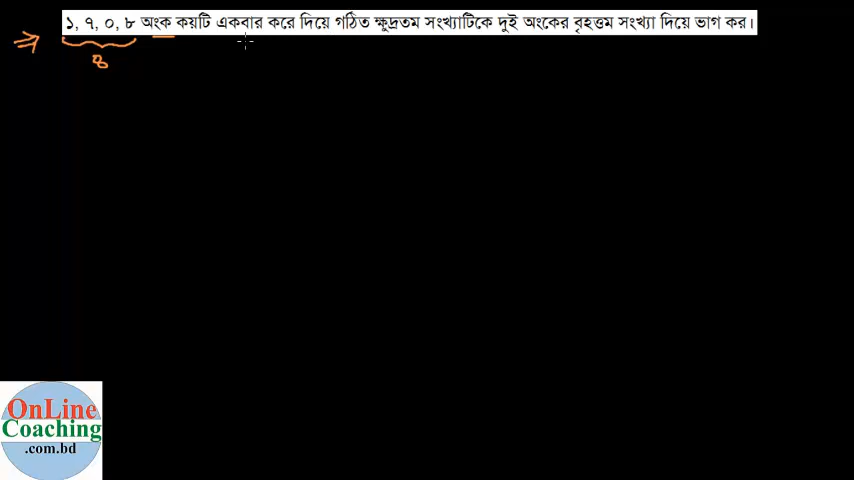 ১, ৭, ০, ৮ অংক কয়টি একবার করে দিয়ে গঠিত ক্ষুদ্রতম সংখ্যাটিকে দুই অংকের বৃহত্তম সংখ্যা দিয়ে ভাগ কর।
⇒
৪
OnLine
Coaching
.com.bd